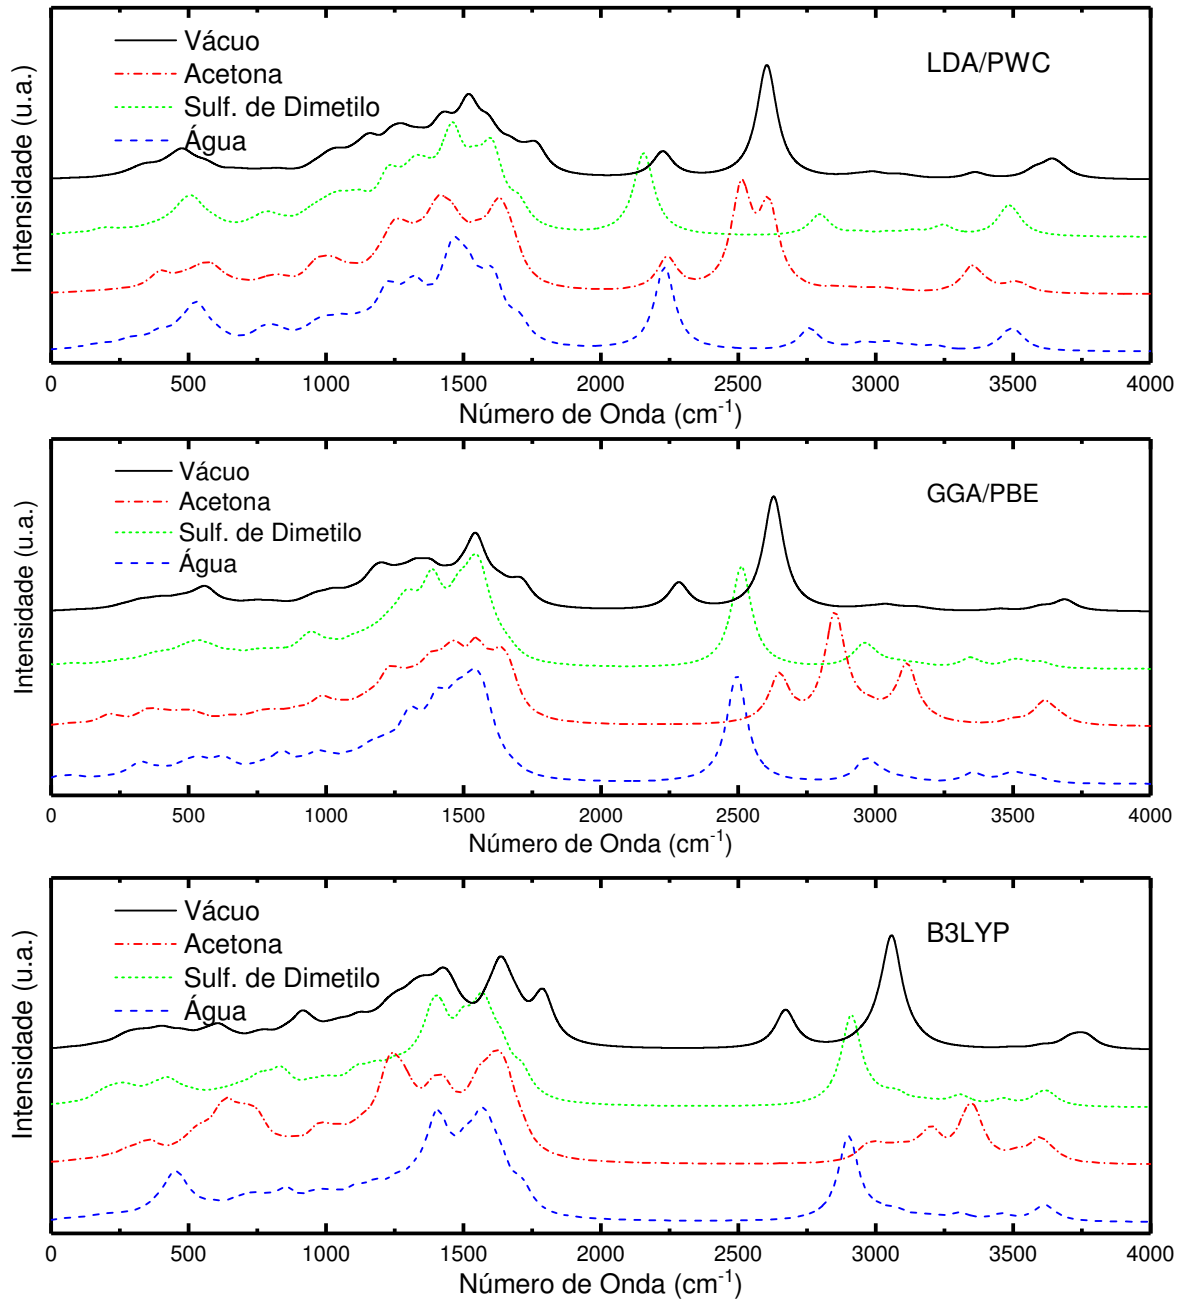 Vácuo
Acetona
Sulf. de Dimetilo
Água
LDA/PWC
Intensidade (u.a.)
0 500 1000 1500 2000 2500 3000 3500 4000
Número de Onda (cm⁻¹)
Vácuo
Acetona
Sulf. de Dimetilo
Água
GGA/PBE
Intensidade (u.a.)
0 500 1000 1500 2000 2500 3000 3500 4000
Número de Onda (cm⁻¹)
Vácuo
Acetona
Sulf. de Dimetilo
Água
B3LYP
Intensidade (u.a.)
0 500 1000 1500 2000 2500 3000 3500 4000
Número de Onda (cm⁻¹)